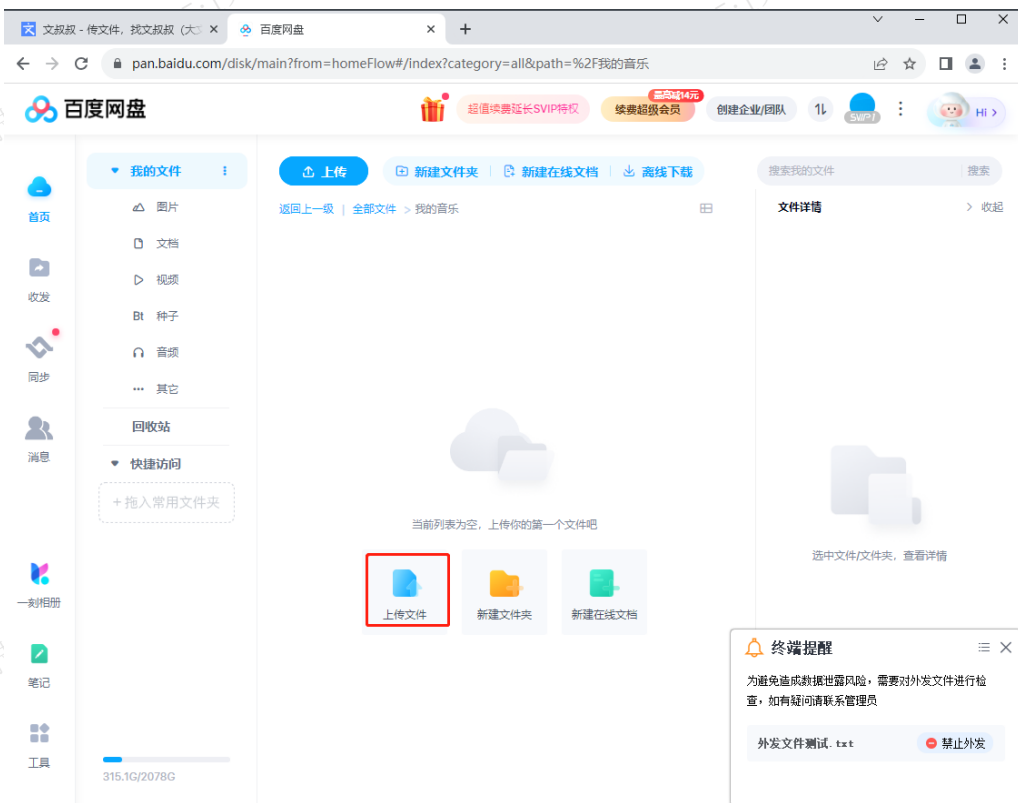 文叔叔 - 传文件，找文叔叔（大
百度网盘
pan.baidu.com/disk/main?from=homeFlow#/index?category=all&path=%2F我的音乐
百度网盘
超值续费延长SVIP特权
最高减14元
续费超级会员
创建企业/团队
SVIP1
Hi >
首页
收发
同步
消息
一刻相册
笔记
工具
我的文件
图片
文档
视频
Bt 种子
音频
其它
回收站
快捷访问
+ 拖入常用文件夹
315.1G/2078G
上传
新建文件夹
新建在线文档
离线下载
搜索我的文件
搜索
返回上一级 | 全部文件 > 我的音乐
文件详情
> 收起
当前列表为空，上传你的第一个文件吧
上传文件
新建文件夹
新建在线文档
选中文件/文件夹，查看详情
终端提醒
为避免造成数据泄露风险，需要对外发文件进行检
查，如有疑问请联系管理员
外发文件测试.txt
禁止外发